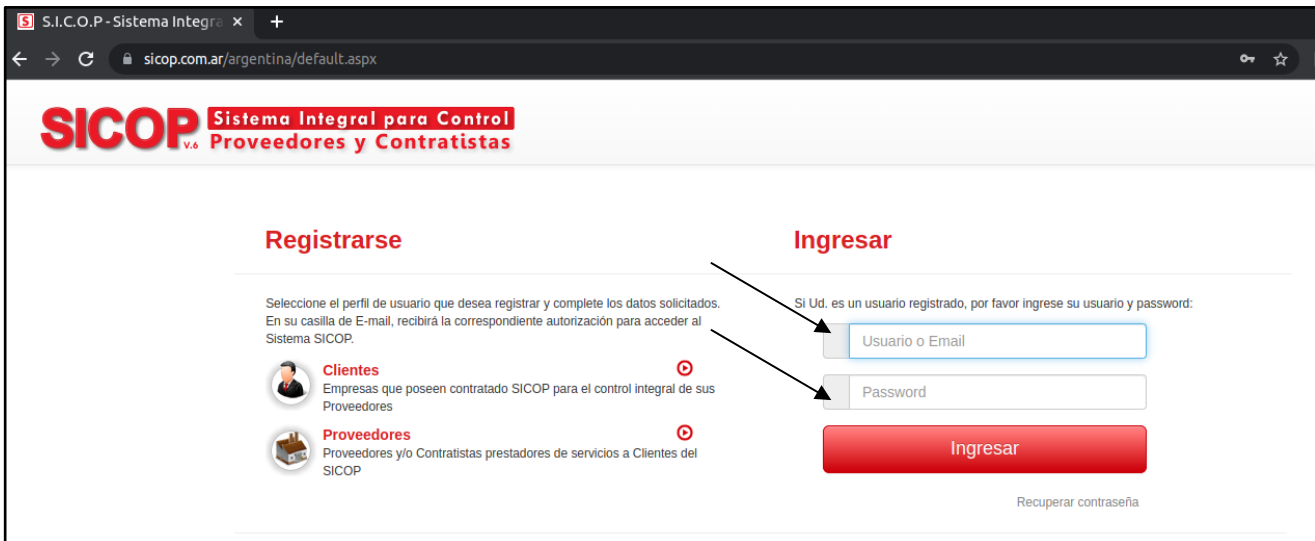 S.I.C.O.P - Sistema Integra
sicop.com.ar/argentina/default.aspx
SICOP v.6 Sistema Integral para Control
Proveedores y Contratistas
Registrarse
Seleccione el perfil de usuario que desea registrar y complete los datos solicitados.
En su casilla de E-mail, recibirá la correspondiente autorización para acceder al
Sistema SICOP.
Clientes
Empresas que poseen contratado SICOP para el control integral de sus
Proveedores
Proveedores
Proveedores y/o Contratistas prestadores de servicios a Clientes del
SICOP
Ingresar
Si Ud. es un usuario registrado, por favor ingrese su usuario y password:
Usuario o Email
Password
Ingresar
Recuperar contraseña